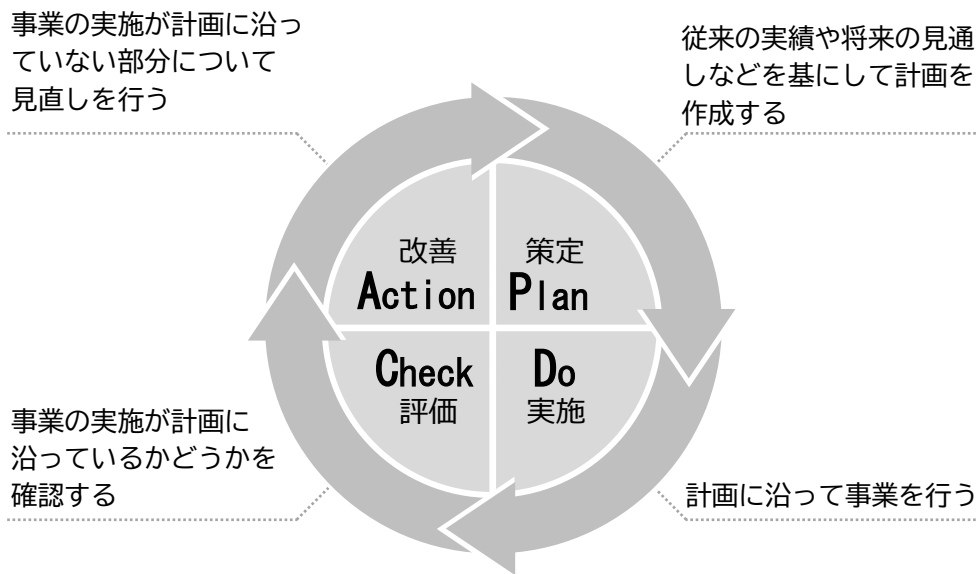 事業の実施が計画に沿っ
ていない部分について
見直しを行う
従来の実績や将来の見通
しなどを基にして計画を
作成する
改善
Action
策定
Plan
Check
評価
Do
実施
事業の実施が計画に
沿っているかどうかを
確認する
計画に沿って事業を行う